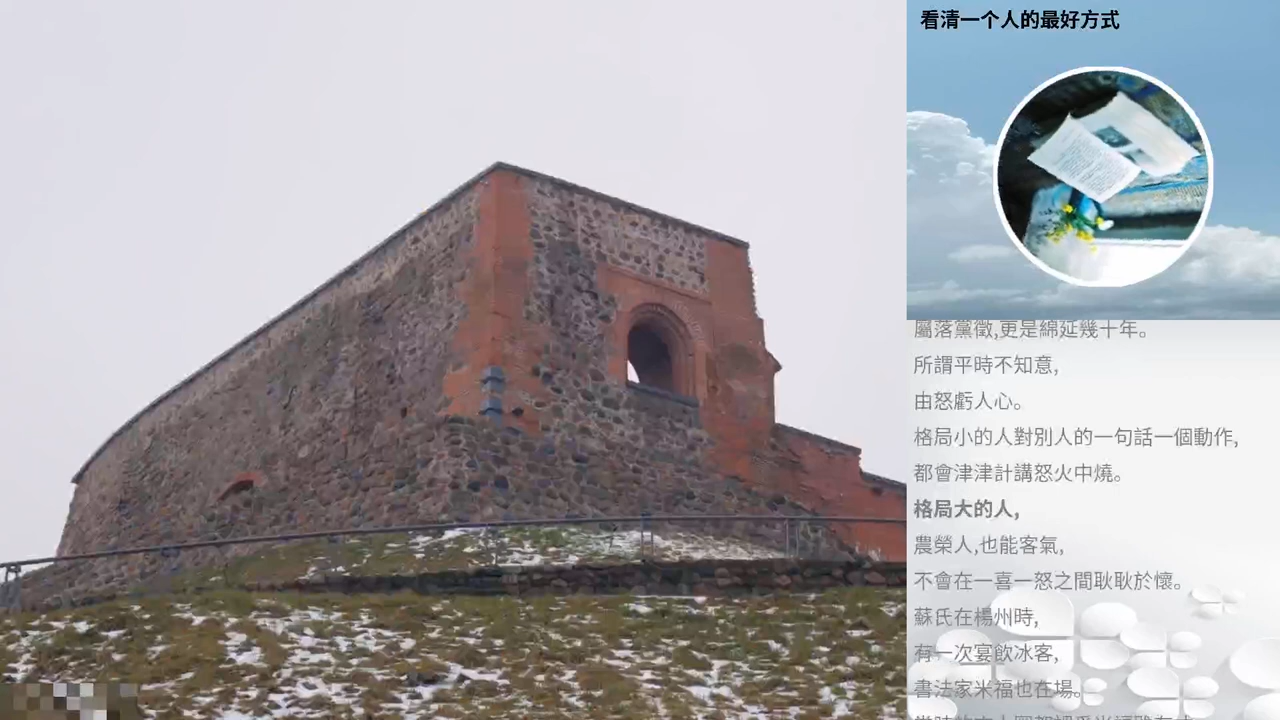 看清一个人的最好方式
屬落黨徵,更是綿延幾十年。
所謂平時不知意,
由怒虧人心。
格局小的人對別人的一句話一個動作,
都會津津計講怒火中燒。
格局大的人,
農榮人,也能客氣,
不會在一喜一怒之間耿耿於懷。
蘇氏在楊州時,
有一次宴飲冰客,
書法家米福也在場。